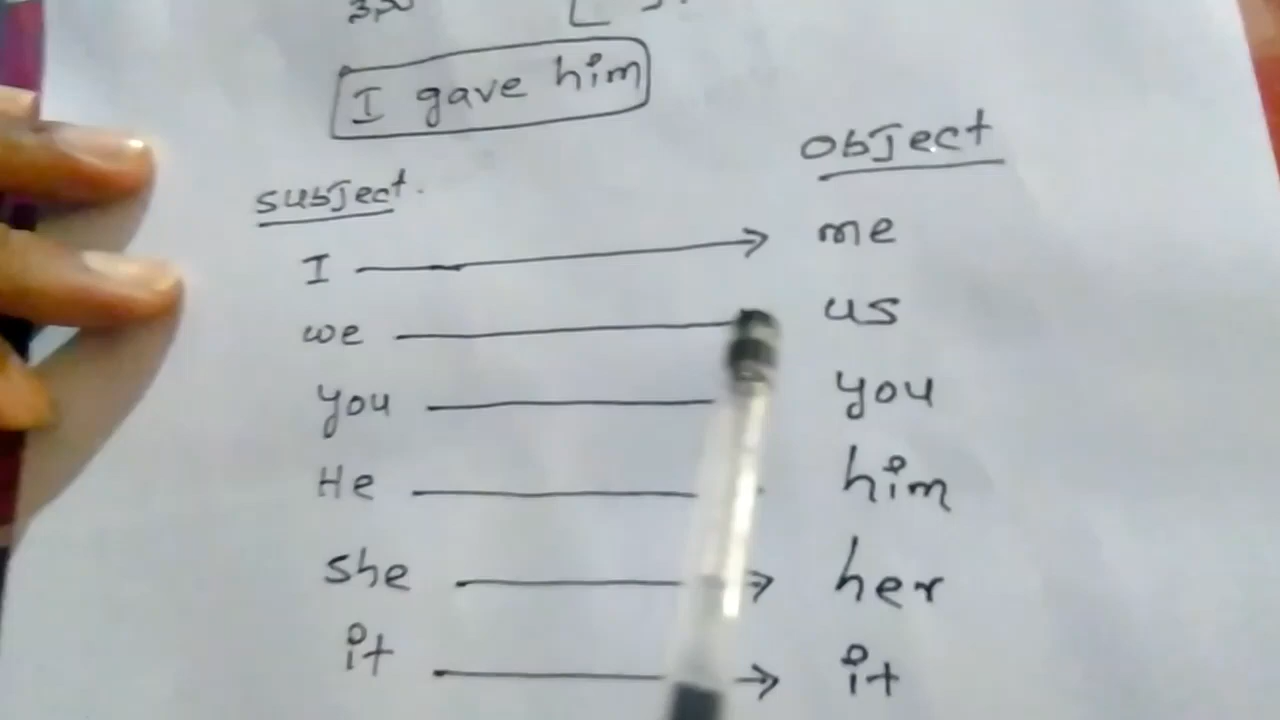 I gave him
object
subject.
I → me
we — us
you — you
He — him
she → her
it → it